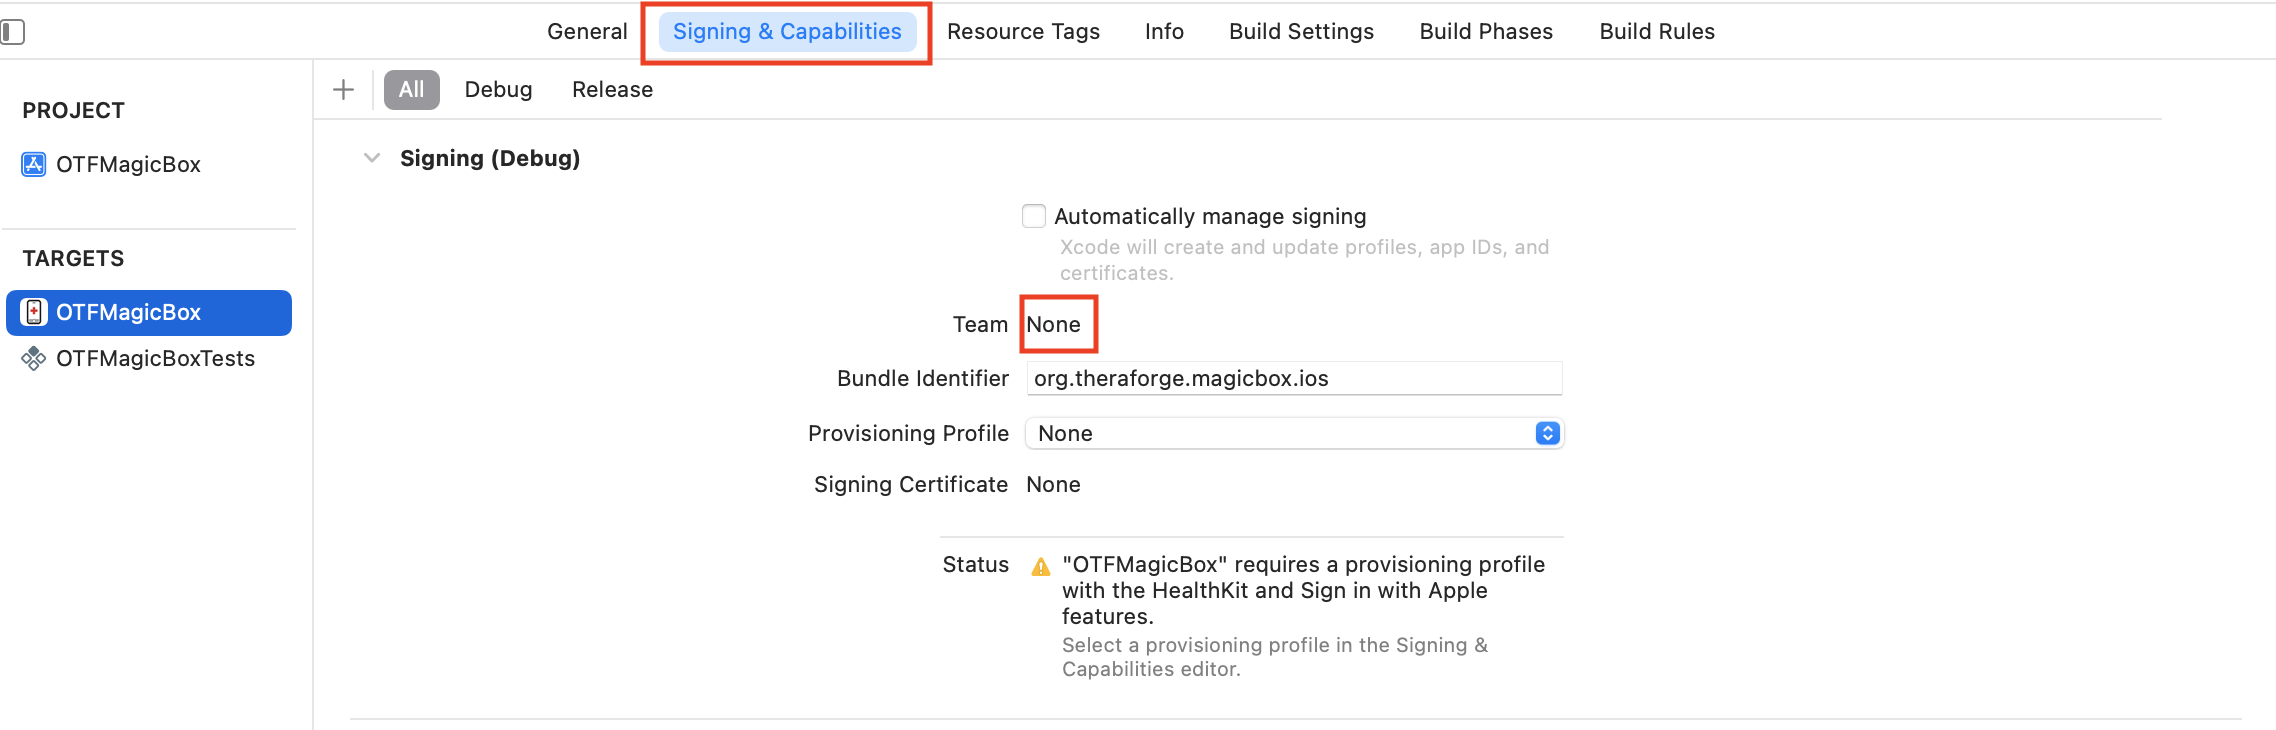 General Signing & Capabilities Resource Tags Info Build Settings Build Phases Build Rules
All Debug Release
PROJECT
OTFMagicBox
TARGETS
OTFMagicBox
OTFMagicBoxTests
Signing (Debug)
Automatically manage signing
Xcode will create and update profiles, app IDs, and
certificates.
Team None
Bundle Identifier org.theraforge.magicbox.ios
Provisioning Profile None
Signing Certificate None
Status "OTFMagicBox" requires a provisioning profile
with the HealthKit and Sign in with Apple
features.
Select a provisioning profile in the Signing &
Capabilities editor.